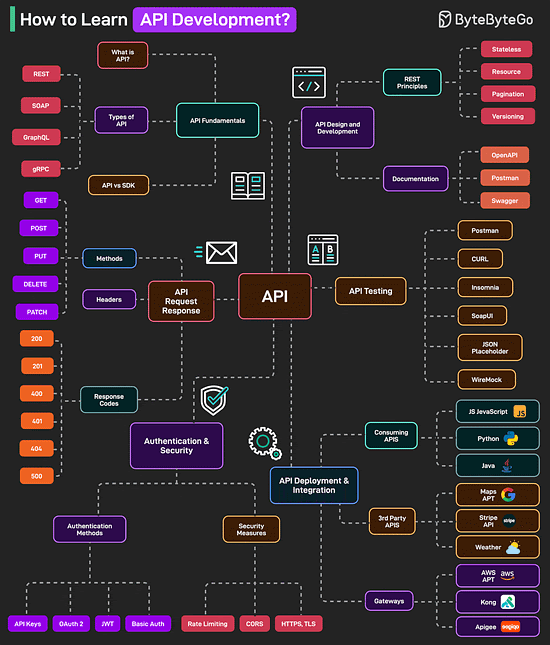 How to Learn API Development?
ByteByteGo
What is
API?
REST
SOAP
GraphQL
gRPC
Types of
API
API Fundamentals
API vs SDK
API Design and
Development
REST
Principles
Stateless
Resource
Pagination
Versioning
Documentation
OpenAPI
Postman
Swagger
GET
POST
PUT
DELETE
PATCH
Methods
Headers
API
Request
Response
200
201
400
401
404
500
Response
Codes
API
A B
API Testing
Postman
CURL
Insomnia
SoapUI
JSON
Placeholder
WireMock
Authentication &
Security
Authentication
Methods
Security
Measures
API Keys
OAuth 2
JWT
Basic Auth
Rate Limiting
CORS
HTTPS, TLS
API Deployment &
Integration
Consuming
APIS
JS JavaScript JS
Python
Java
3rd Party
APIS
Maps
APT
Stripe
API stripe
Weather
Gateways
AWS
APT aws
Kong
Apigee apigee